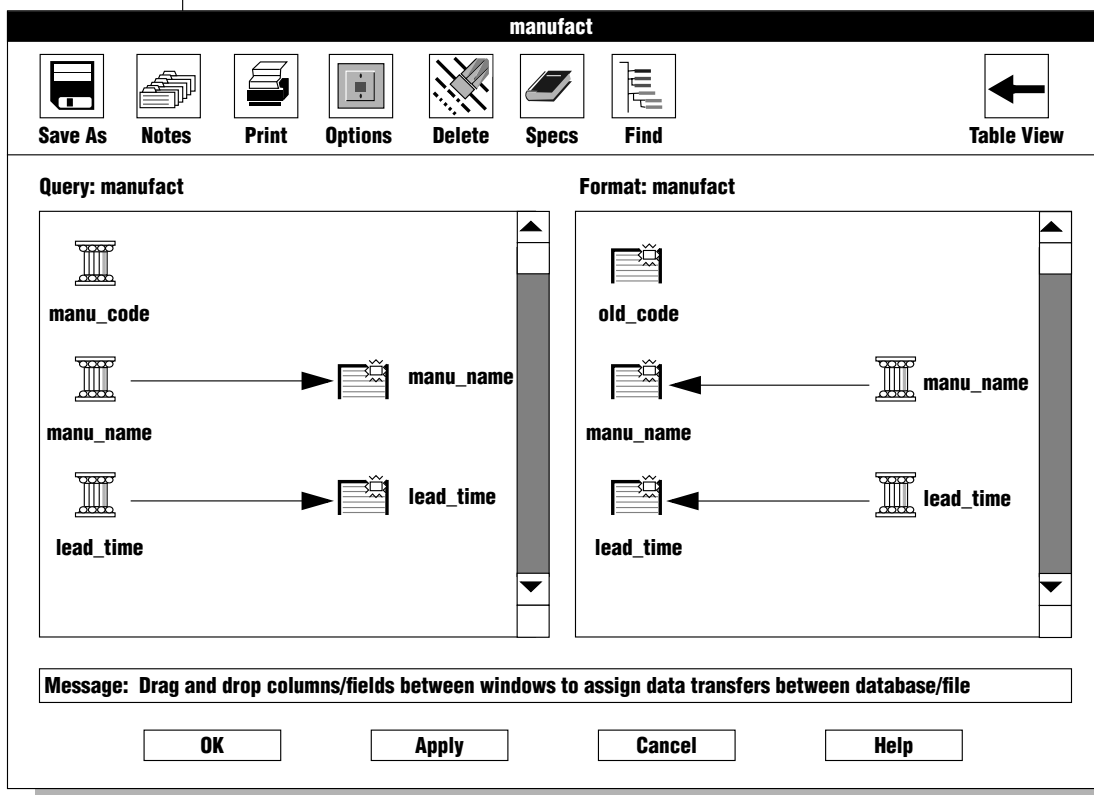 manufact
Save As Notes Print Options Delete Specs Find Table View
Query: manufact Format: manufact
manu_code old_code
manu_name manu_name
manu_name manu_name
lead_time lead_time
lead_time lead_time
Message: Drag and drop columns/fields between windows to assign data transfers between database/file
OK Apply Cancel Help